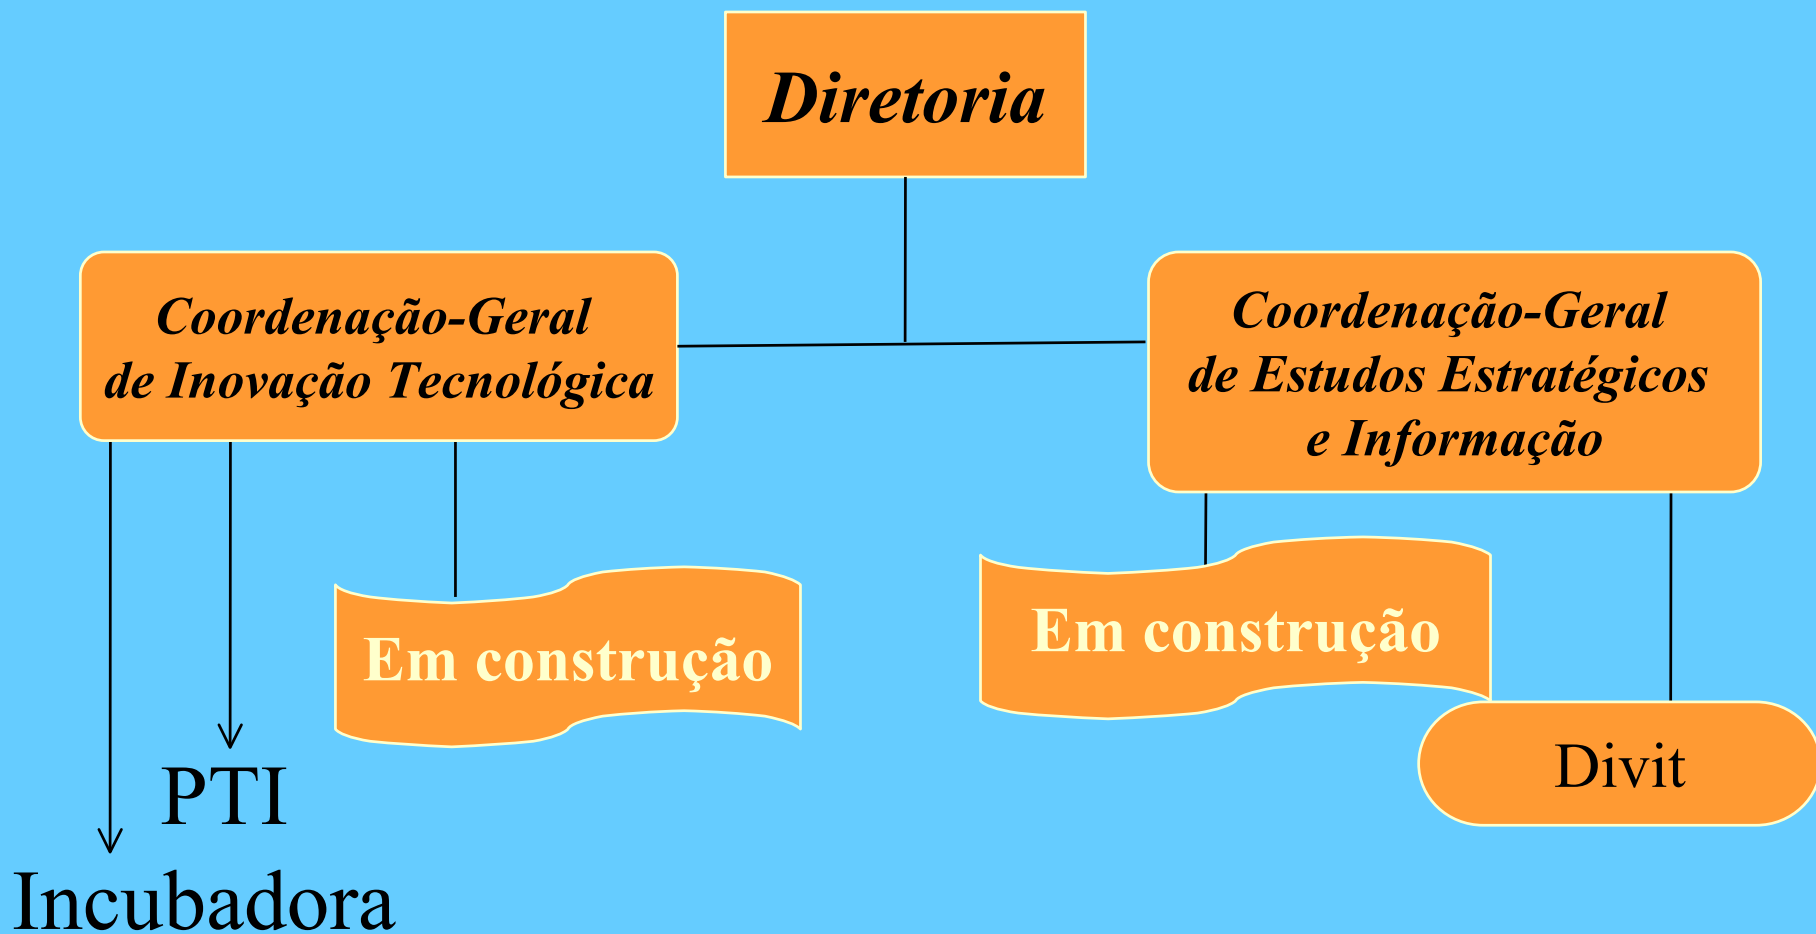 Diretoria
Coordenação-Geral
de Inovação Tecnológica
Coordenação-Geral
de Estudos Estratégicos
e Informação
Em construção
Em construção
PTI
Divit
Incubadora